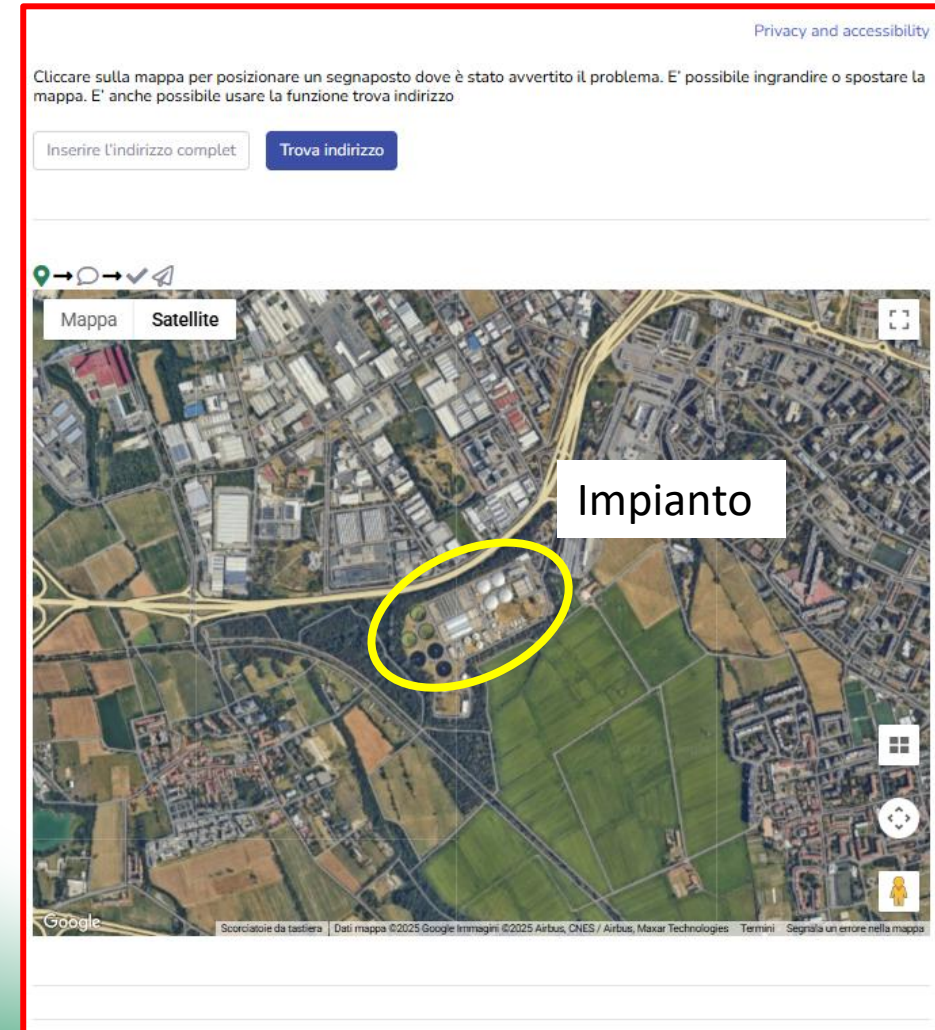 Privacy and accessibility
Cliccare sulla mappa per posizionare un segnaposto dove è stato avvertito il problema. E' possibile ingrandire o spostare la
mappa. E' anche possibile usare la funzione trova indirizzo
Inserire l'indirizzo complet
Trova indirizzo
Mappa
Satellite
Impianto
Google
Scorciatoie da tastiera
Dati mappa ©2025 Google Immagini ©2025 Airbus, CNES / Airbus, Maxar Technologies
Termini
Segnala un errore nella mappa